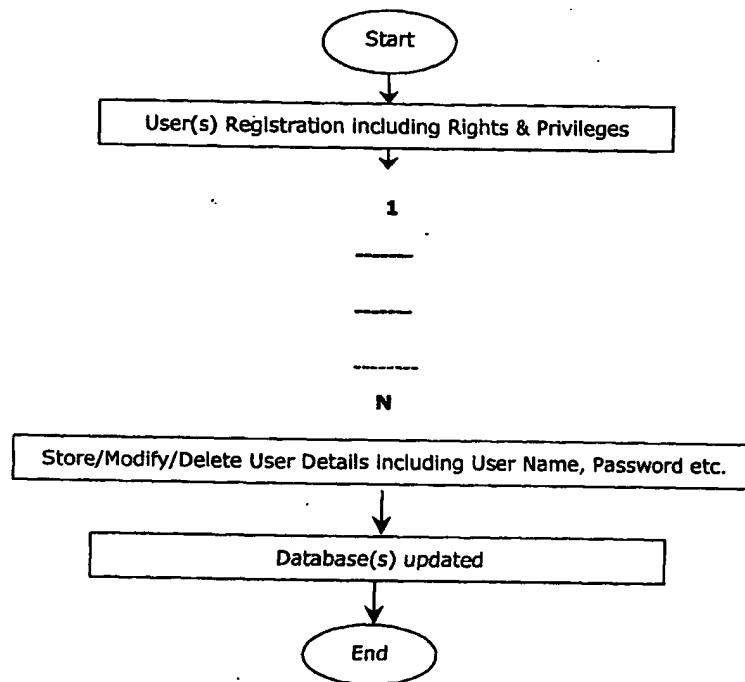 Start
User(s) Registration including Rights & Privileges
1
N
Store/Modify/Delete User Details including User Name, Password etc.
Database(s) updated
End